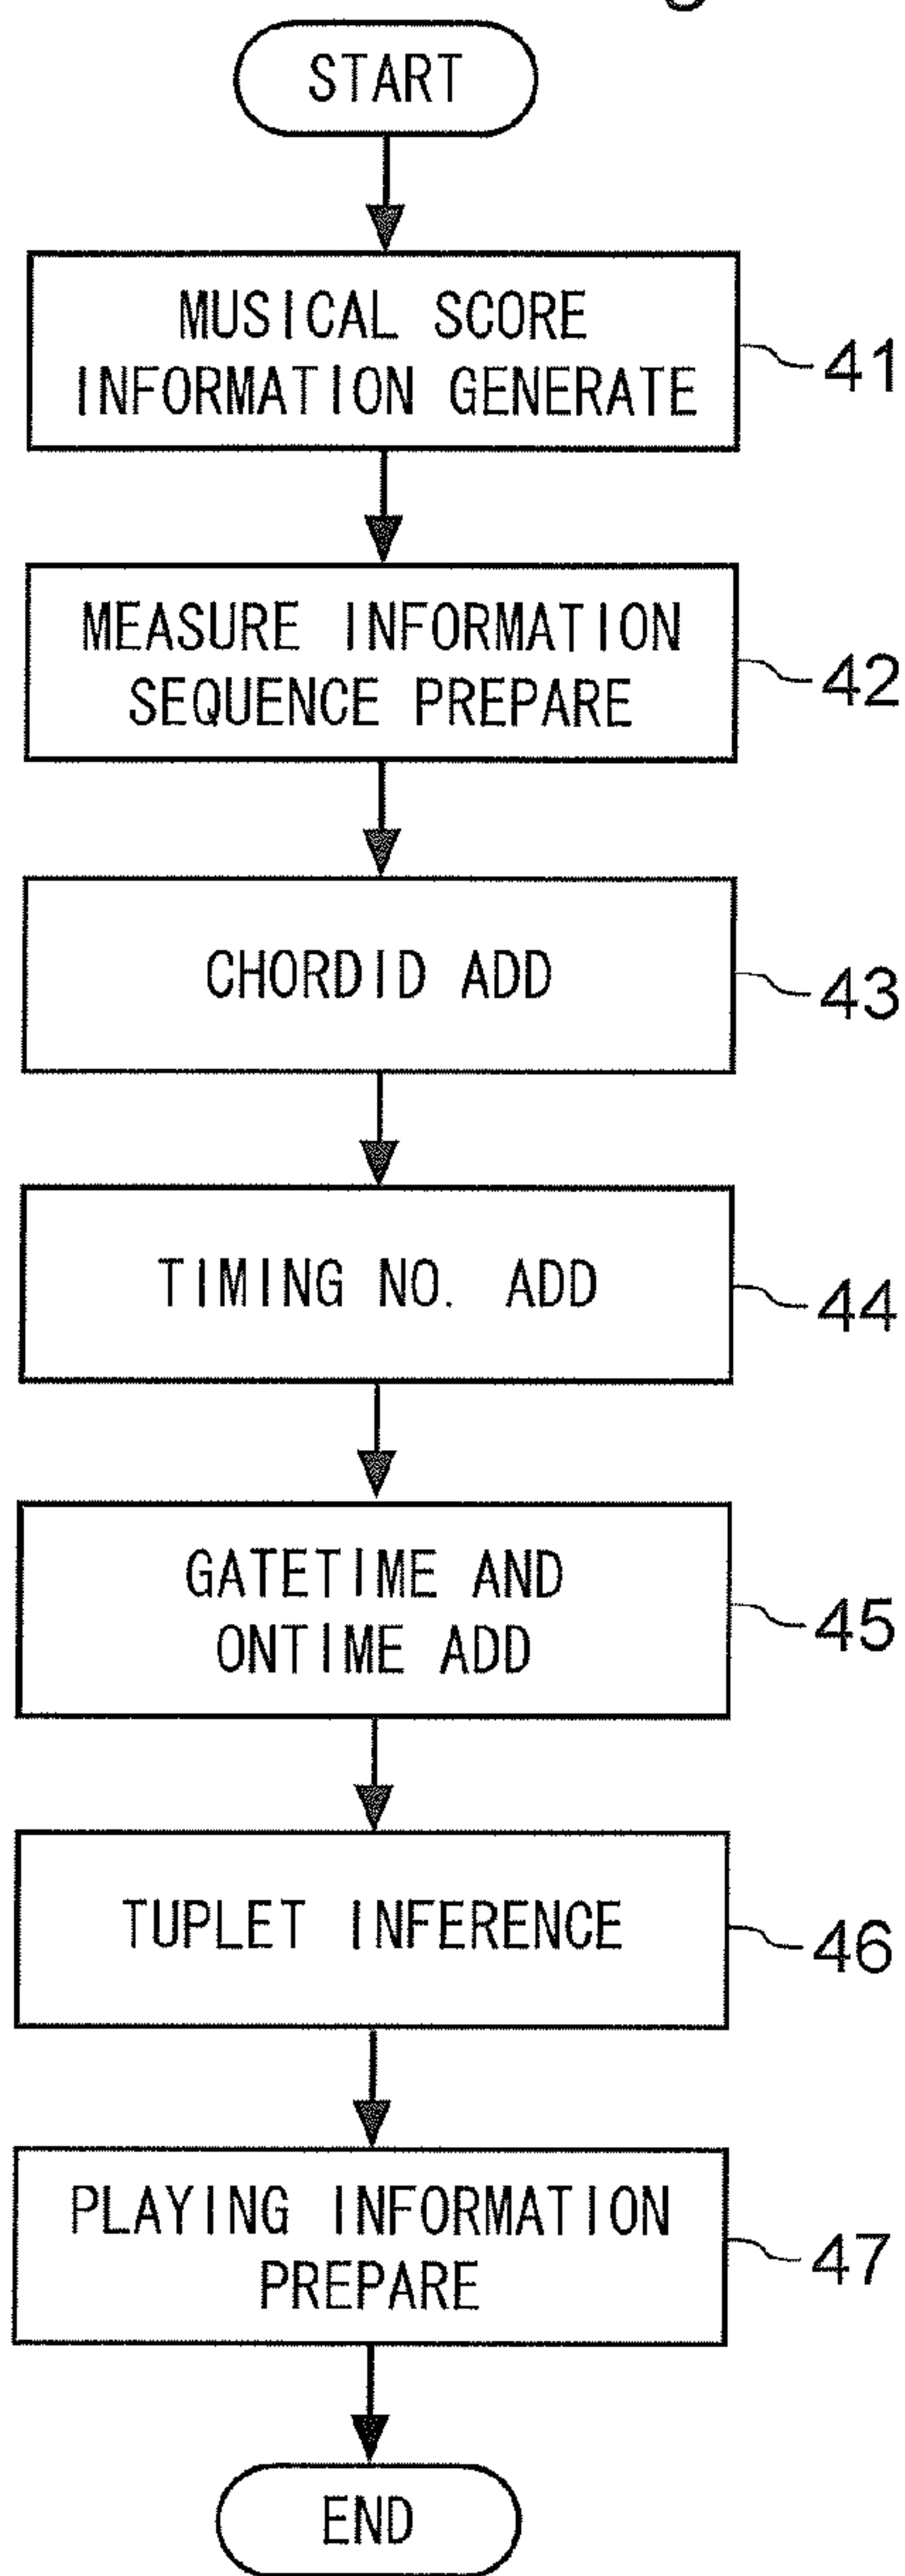 START
MUSICAL SCORE
INFORMATION GENERATE
41
MEASURE INFORMATION
SEQUENCE PREPARE
42
CHORDID ADD
43
TIMING NO. ADD
44
GATETIME AND
ONTIME ADD
45
TUPLET INFERENCE
46
PLAYING INFORMATION
PREPARE
47
END